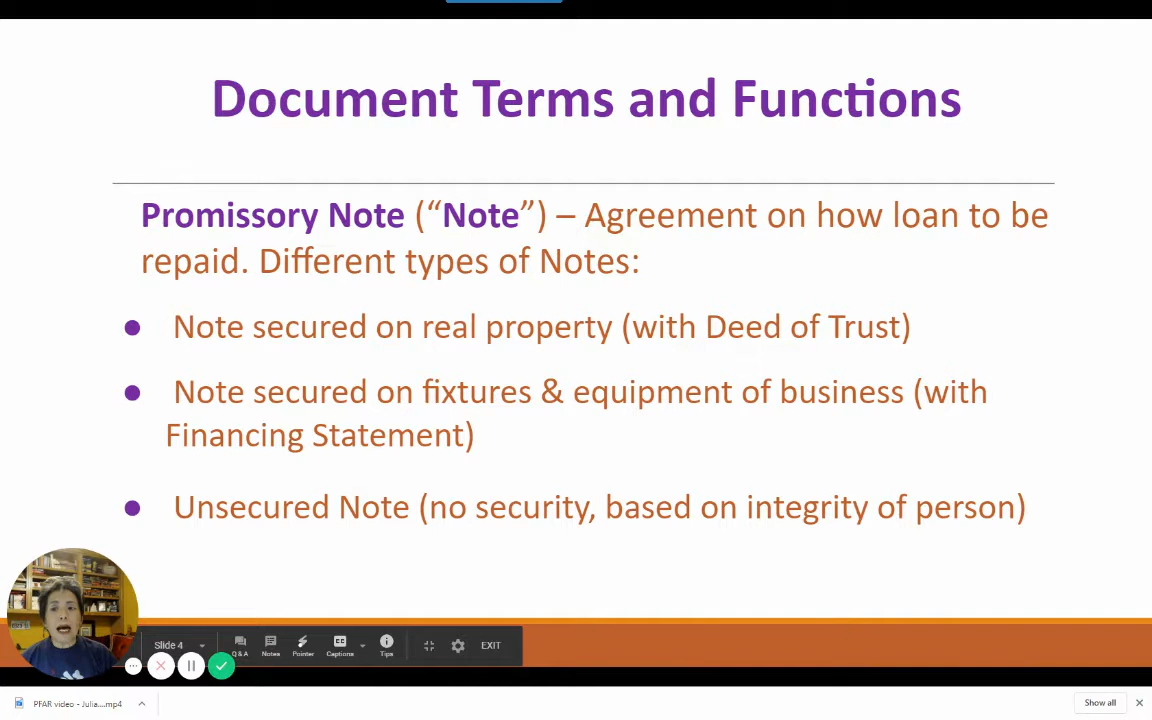 Document Terms and Functions
Promissory Note (“Note”) – Agreement on how loan to be
repaid. Different types of Notes:
● Note secured on real property (with Deed of Trust)
● Note secured on fixtures & equipment of business (with
Financing Statement)
● Unsecured Note (no security, based on integrity of person)
Slide 4
Q & A
Notes
Pointer
Captions
Tips
EXIT
PFAR video - Julia....mp4
Show all